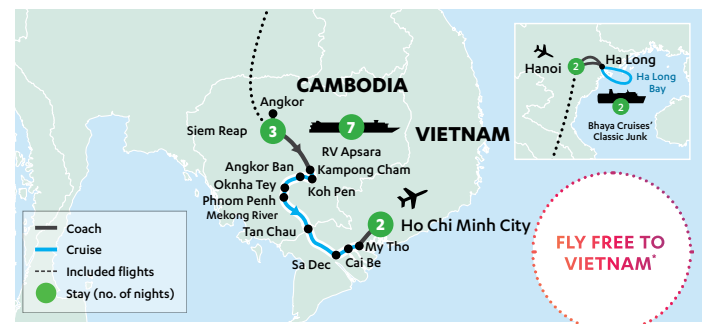 CAMBODIA
Angkor
3
Siem Reap
7
RV Apsara
VIETNAM
Angkor Ban
Kampong Cham
Oknha Tey
Koh Pen
Phnom Penh
Mekong River
Tan Chau
2
Ho Chi Minh City
My Tho
Cai Be
Sa Dec
Coach
Cruise
Included flights
Stay (no. of nights)
Hanoi
2
Ha Long
Ha Long
Bay
2
Bhaya Cruises’
Classic Junk
FLY FREE TO
VIETNAM*